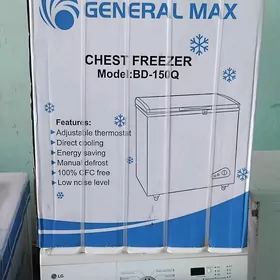 GENERAL MAX
CHEST FREEZER
Model:BD-150Q
Features:
Adjustable thermostat
Direct cooling
Energy saving
Manual defrost
100% CFC free
Low noise level
LG